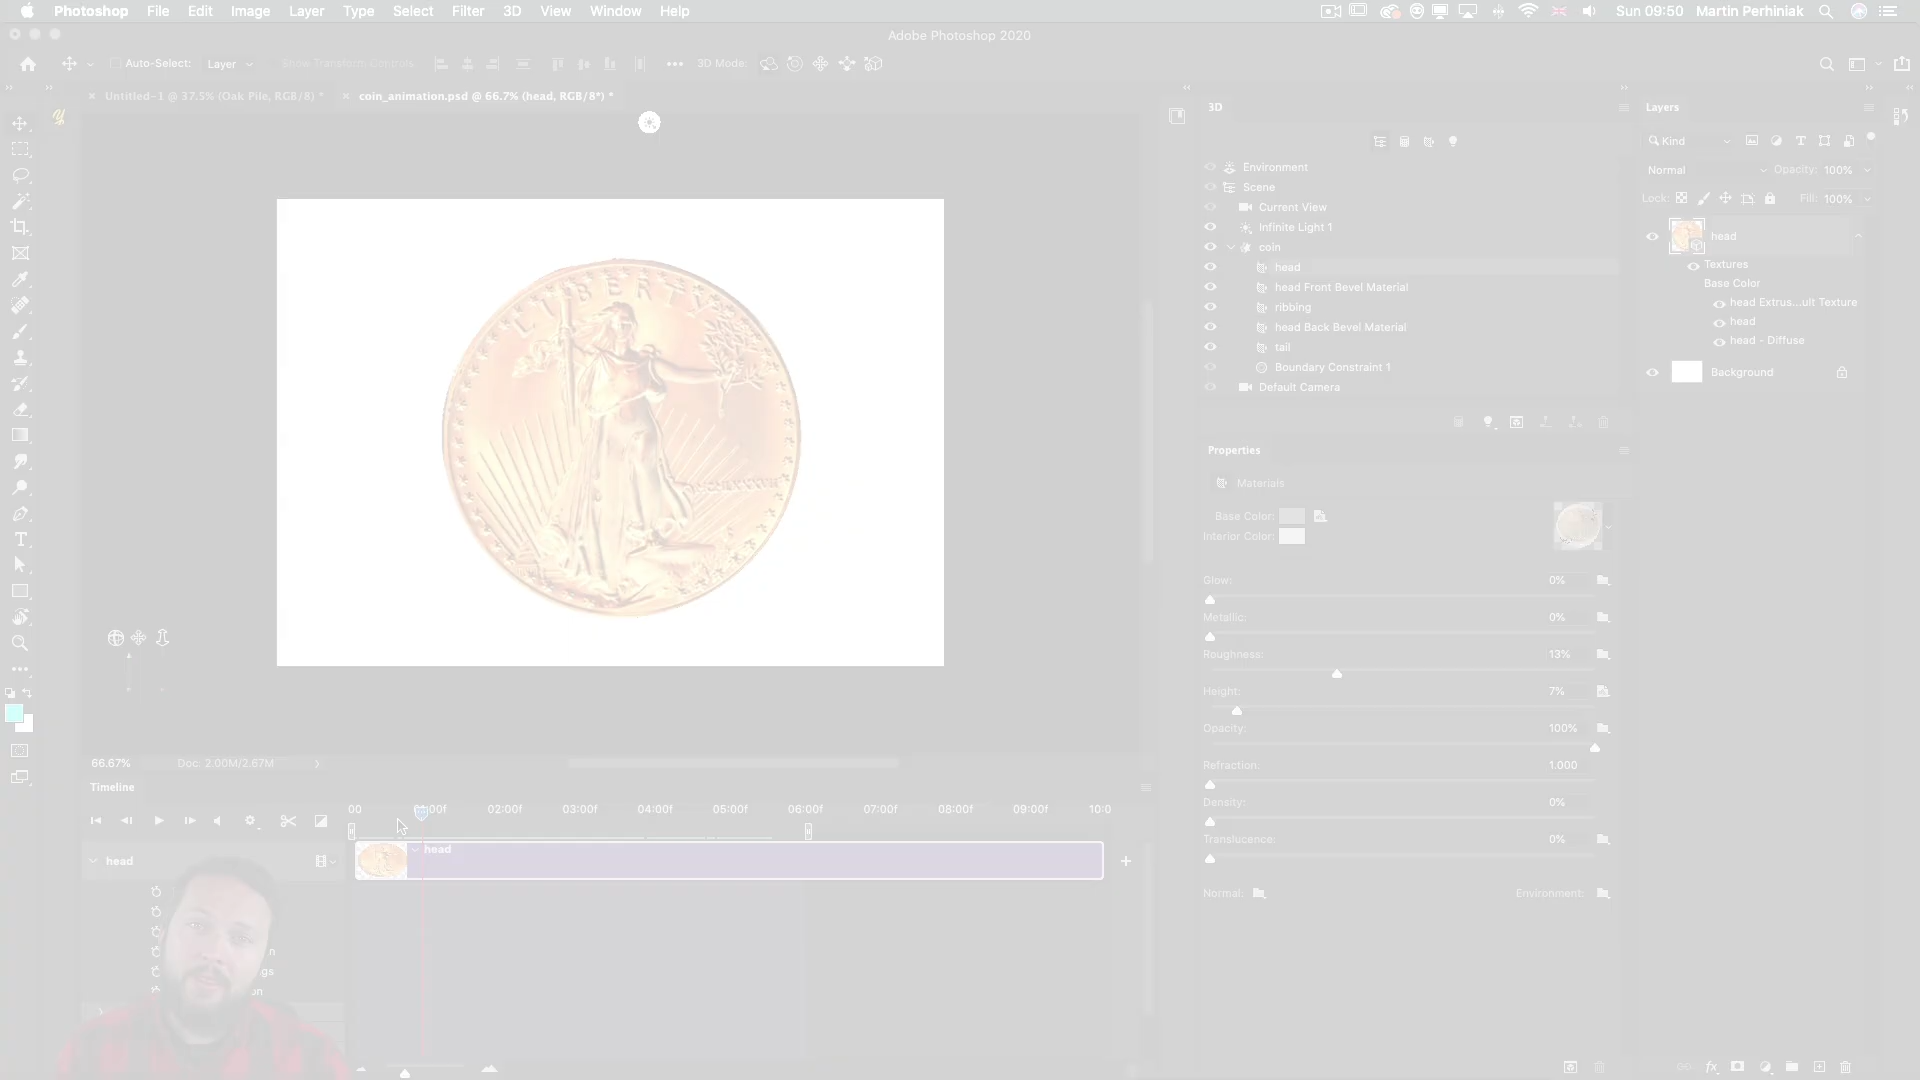 Photoshop File Edit Image Layer Type Select Filter 3D View Window Help
Sun 09:50 Martin Perhiniak
Adobe Photoshop 2020
Auto-Select: Layer Show Transform Controls 3D Mode:
Untitled-1 @ 37.5% (Oak Pile, RGB/8) *
coin_animation.psd @ 66.7% (head, RGB/8*) *
LIBERTY
3D
Environment
Scene
Current View
Infinite Light 1
coin
head
head Front Bevel Material
ribbing
head Back Bevel Material
tail
Boundary Constraint 1
Default Camera
Properties
Materials
Base Color:
Interior Color:
Glow: 0%
Metallic: 0%
Roughness: 13%
Height: 7%
Opacity: 100%
Refraction: 1.000
Density: 0%
Translucence: 0%
Normal: Environment:
Layers
Kind
Normal Opacity: 100%
Lock: Fill: 100%
head
Textures
Base Color
head Extrus...ult Texture
head
head - Diffuse
Background
66.67% Doc: 2.00M/2.67M
Timeline
00 02:00f 03:00f 04:00f 05:00f 06:00f 07:00f 08:00f 09:00f 10:0
head
head